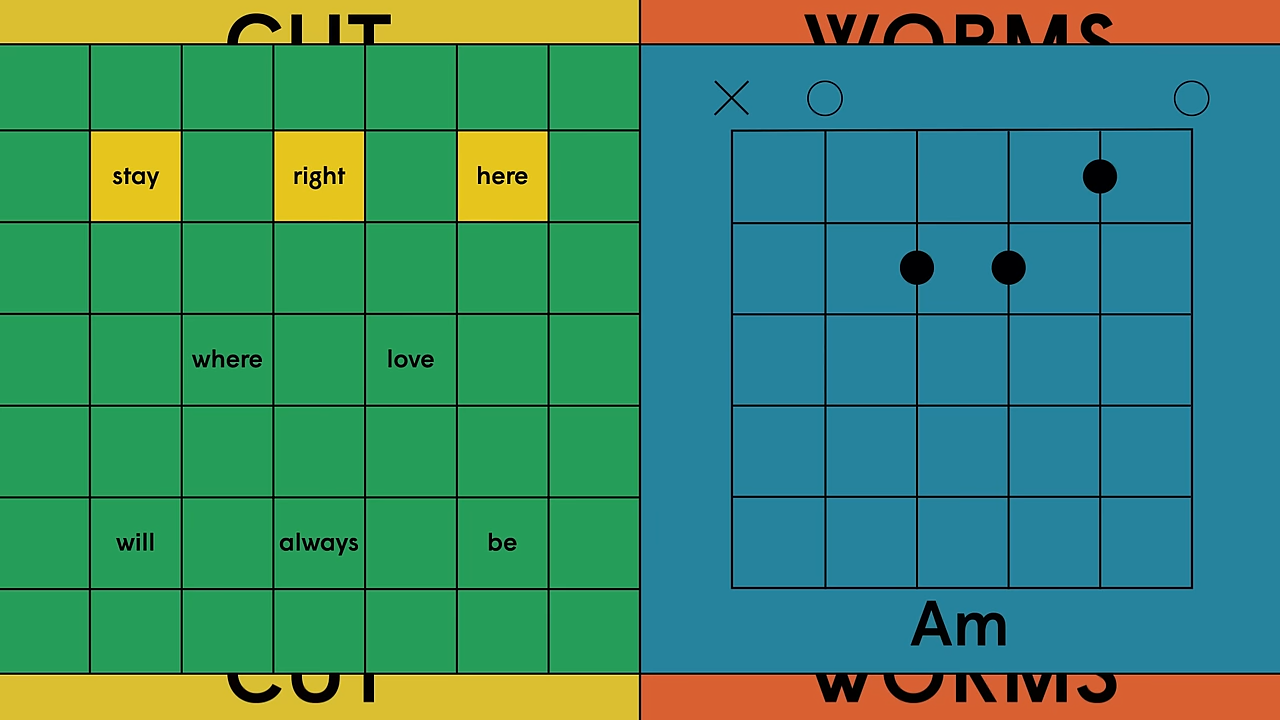 CUT WORMS
stay right here
where love
will always be
Am
CUT WORMS